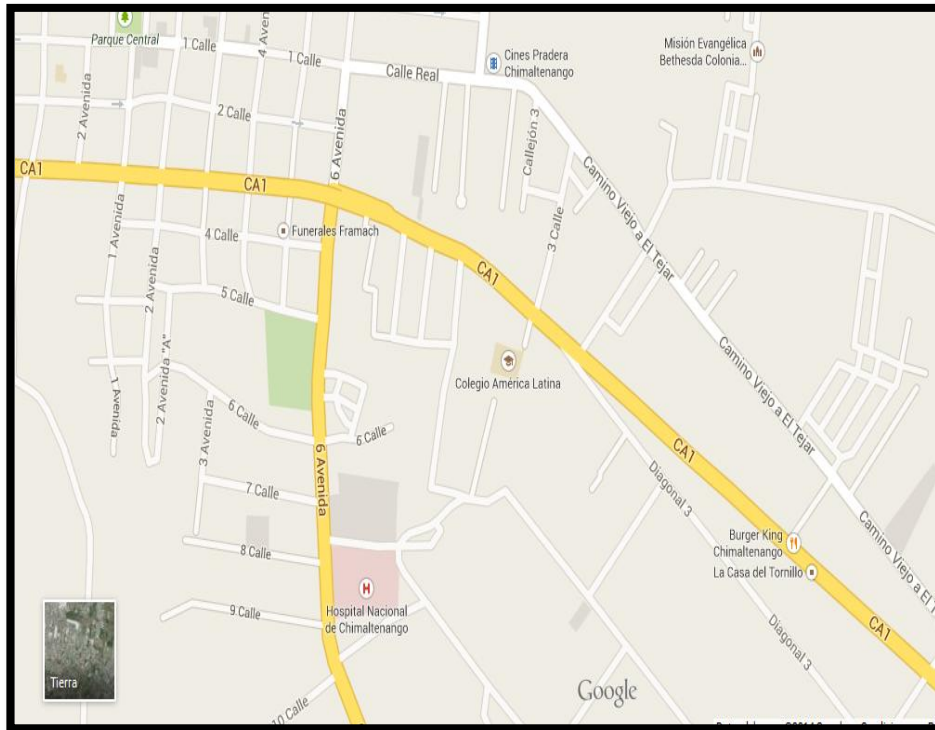 Parque Central
1 Calle
4 Aven
1 Calle
Calle Real
Cines Pradera
Chimaltenango
Misión Evangélica
Bethesda Colonia...
2 Avenida
2 Calle
6 Avenida
Callejón 3
CA1
CA1
Camino Viejo a El Tejar
1 Avenida
2 Avenida
4 Calle
Funerales Framach
3 Calle
CA1
5 Calle
2 Avenida "A"
1 Avenida
Colegio América Latina
Camino Viejo a El Tejar
3 Avenida
6 Calle
6 Calle
6 Avenida
CA1
7 Calle
Diagonal 3
8 Calle
Burger King
Chimaltenango
La Casa del Tornillo
Camino Viejo a El T
9 Calle
H
Hospital Nacional
de Chimaltenango
CA1
Diagonal 3
Tierra
Google
10 Calle